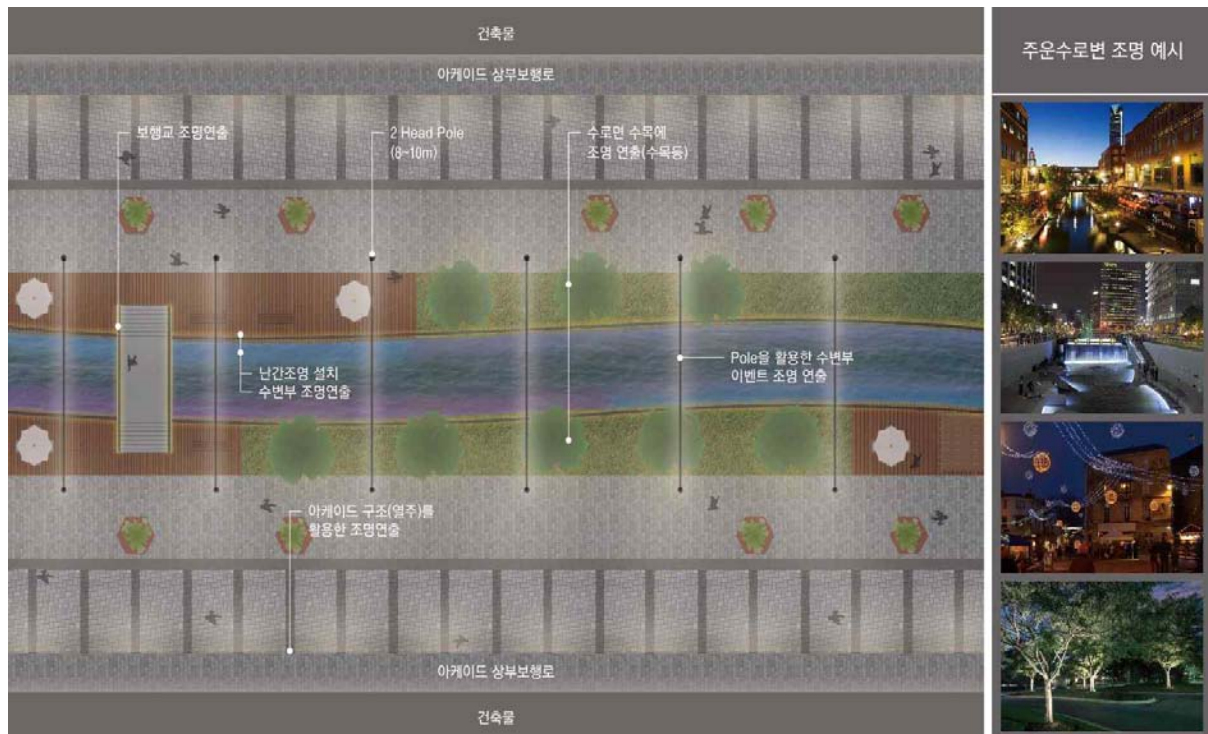 건축물
주운수로변 조명 예시
아케이드 상부보행로
보행교 조명연출
2 Head Pole
(8~10m)
수로면 수목에
조명 연출(수목등)
난간조명 설치
수변부 조명연출
Pole을 활용한 수변부
이벤트 조명 연출
아케이드 구조(열주)를
활용한 조명연출
아케이드 상부보행로
건축물